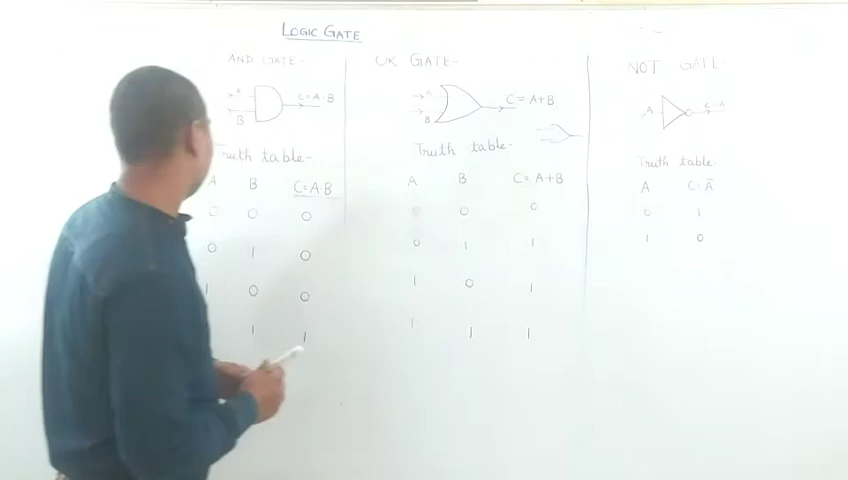 LOGIC GATE
AND GATE-
A
B
C=A·B
Truth table-
A B C=A.B
0 0 0
0 1 0
1 0 0
1 1
OR GATE-
A
B
C=A+B
Truth table-
A B C=A+B
0 0 0
0 1 1
1 0 1
1 1 1
NOT GATE-
A
Truth table-
A C=Ā
0 1
1 0